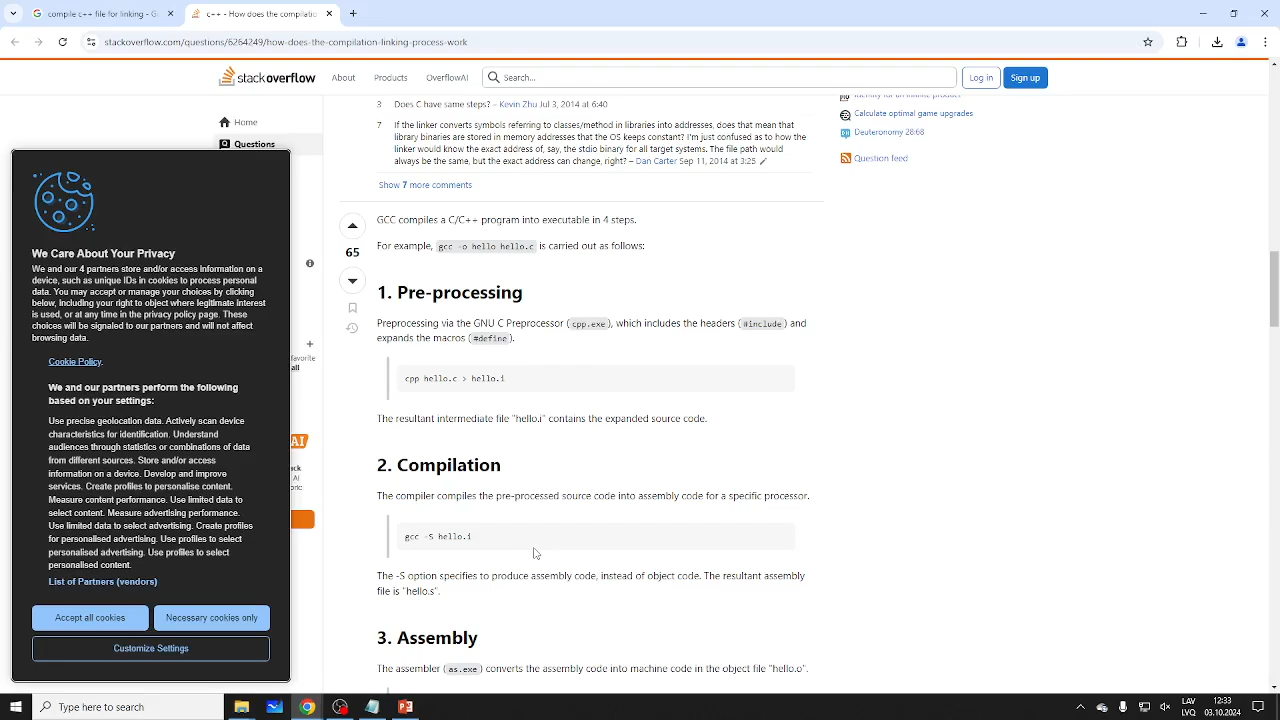 compile c++ file for linking - Go
c++ - How does the compilation
stackoverflow.com/questions/6264249/how-does-the-compilation-linking-process-work
stackoverflow
About
Products
OverflowAI
Search...
Log in
Sign up
Home
Questions
3 Does C have same steps? – Kevin Zhu Jul 3, 2014 at 6:40
7 If the linker converts symbols referring to classes/method in libraries into addresses, does that mean that
library binaries are stored in memory addresses that the OS keeps constant? I'm just confused as to how the
linker would know the exact address of, say, the stdio binary for all target systems. The file path would
always be the same, but the exact address can change, right? – Dan Carter Sep 11, 2014 at 3:25
Show 7 more comments
Identity for an infinite product
Calculate optimal game upgrades
Deuteronomy 28:68
Question feed
65
GCC compiles a C/C++ program into executable in 4 steps.
For example, gcc -o hello hello.c is carried out as follows:
1. Pre-processing
Preprocessing via the GNU C Preprocessor (cpp.exe), which includes the headers (#include) and
expands the macros (#define).
cpp hello.c > hello.i
The resultant intermediate file "hello.i" contains the expanded source code.
2. Compilation
The compiler compiles the pre-processed source code into assembly code for a specific processor.
gcc -S hello.i
The -S option specifies to produce assembly code, instead of object code. The resultant assembly
file is "hello.s".
3. Assembly
The assembler (as.exe) converts the assembly code into machine code in the object file "hello.o".
We Care About Your Privacy
We and our 4 partners store and/or access information on a
device, such as unique IDs in cookies to process personal
data. You may accept or manage your choices by clicking
below, including your right to object where legitimate interest
is used, or at any time in the privacy policy page. These
choices will be signaled to our partners and will not affect
browsing data.
Cookie Policy.
We and our partners perform the following
based on your settings:
Use precise geolocation data. Actively scan device
characteristics for identification. Understand
audiences through statistics or combinations of data
from different sources. Store and/or access
information on a device. Develop and improve
services. Create profiles to personalise content.
Measure content performance. Use limited data to
select content. Measure advertising performance.
Use limited data to select advertising. Create profiles
for personalised advertising. Use profiles to select
personalised advertising. Use profiles to select
personalised content.
List of Partners (vendors)
Accept all cookies
Necessary cookies only
Customize Settings
favorite
all
AI
AI
Type here to search
LAV
LVQ
12:33
03.10.2024